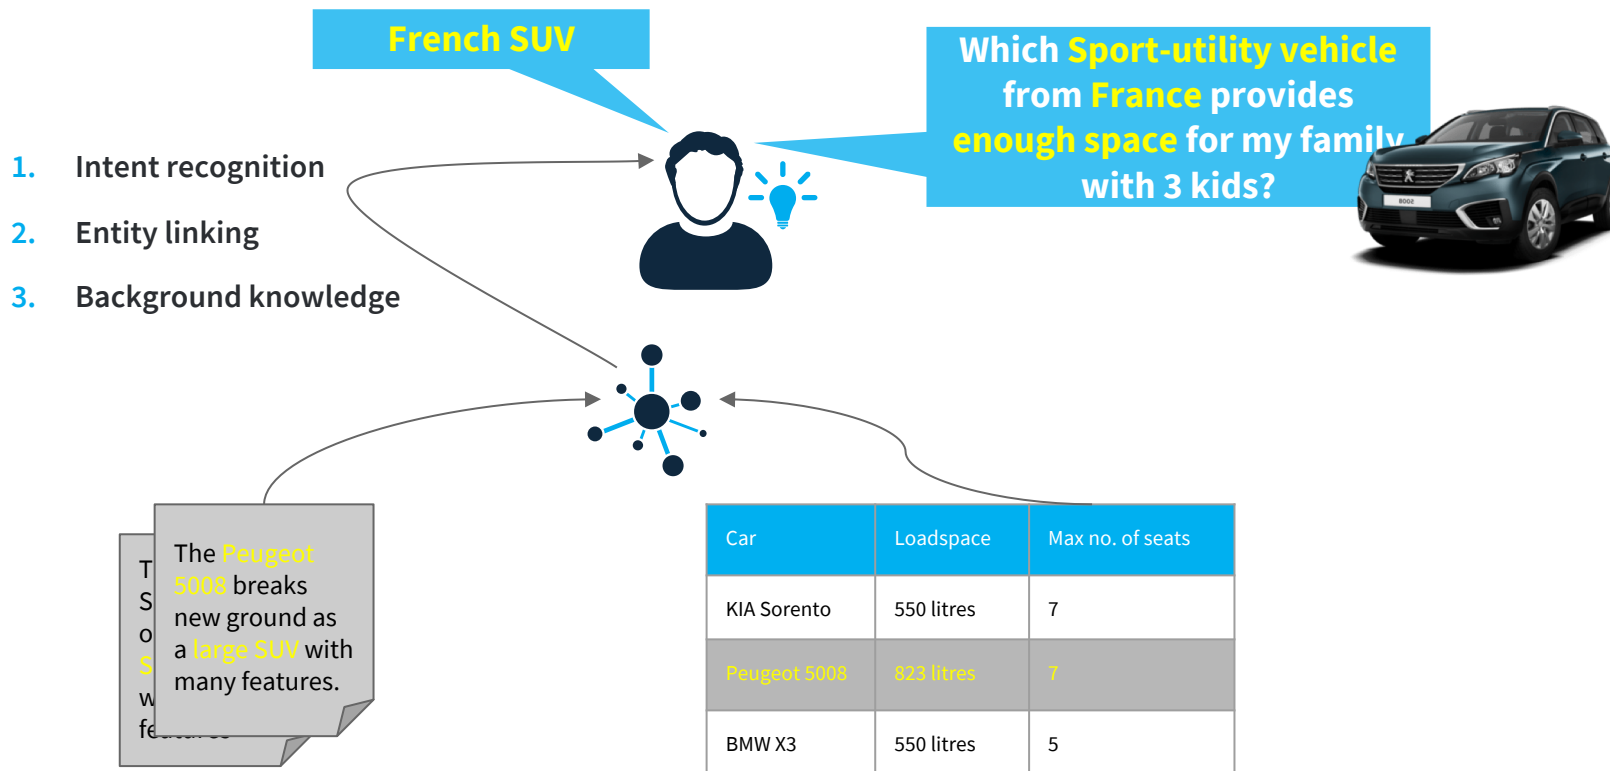 French SUV
Which Sport-utility vehicle
from France provides
enough space for my family
with 3 kids?
1. Intent recognition
2. Entity linking
3. Background knowledge
5008
The Peugeot
5008 breaks
new ground as
a large SUV with
many features.
T
S
o
S
w
features
Car Loadspace Max no. of seats
KIA Sorento 550 litres 7
Peugeot 5008 823 litres 7
BMW X3 550 litres 5